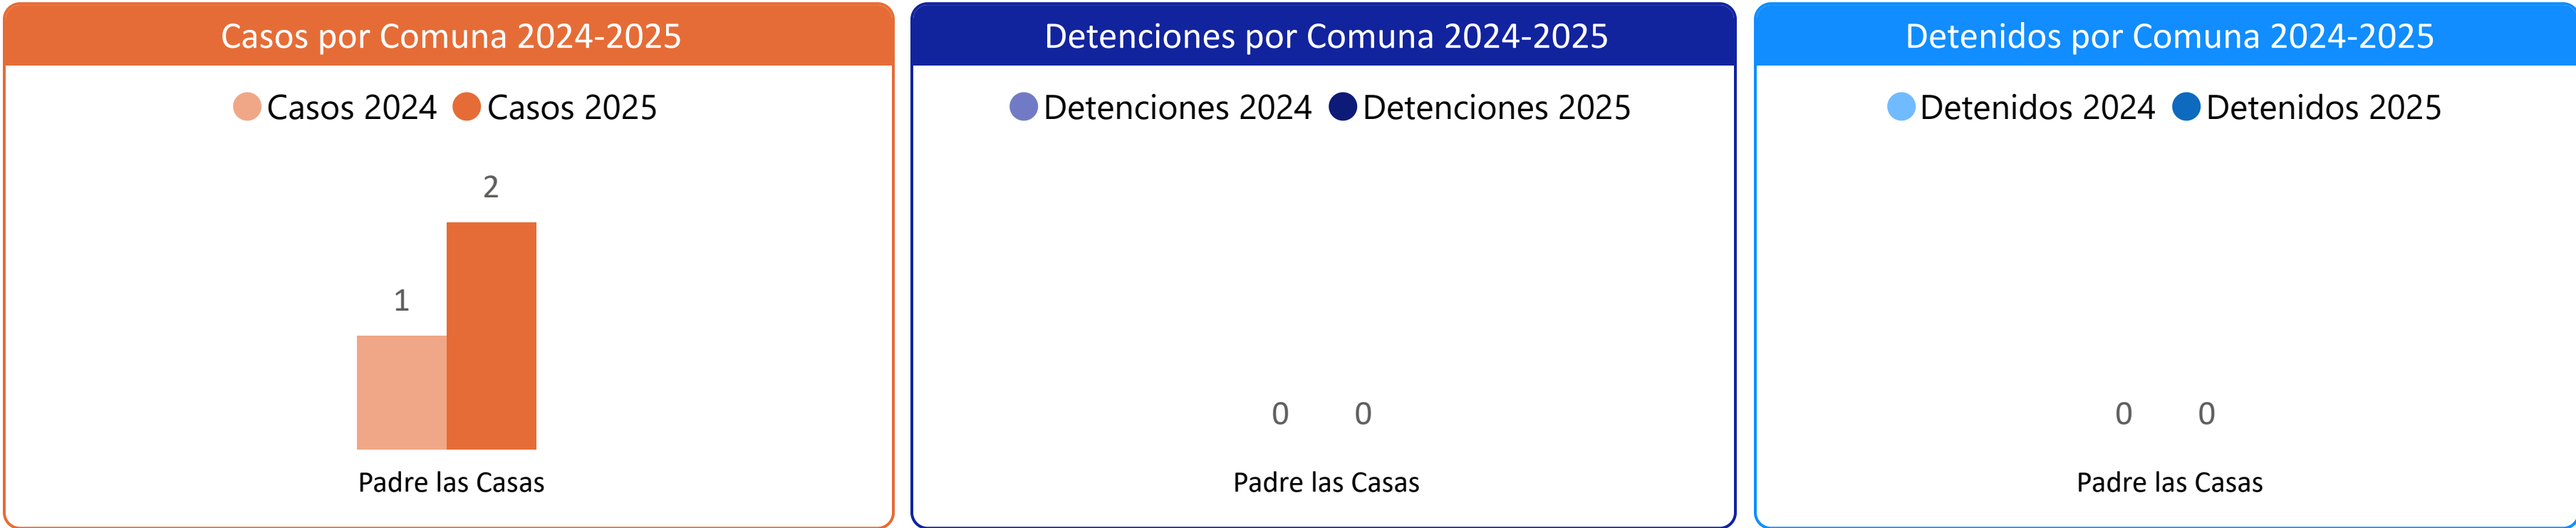 Casos por Comuna 2024-2025
Casos 2024 Casos 2025
1
2
Padre las Casas
Detenciones por Comuna 2024-2025
Detenciones 2024 Detenciones 2025
0 0
Padre las Casas
Detenidos por Comuna 2024-2025
Detenidos 2024 Detenidos 2025
0 0
Padre las Casas